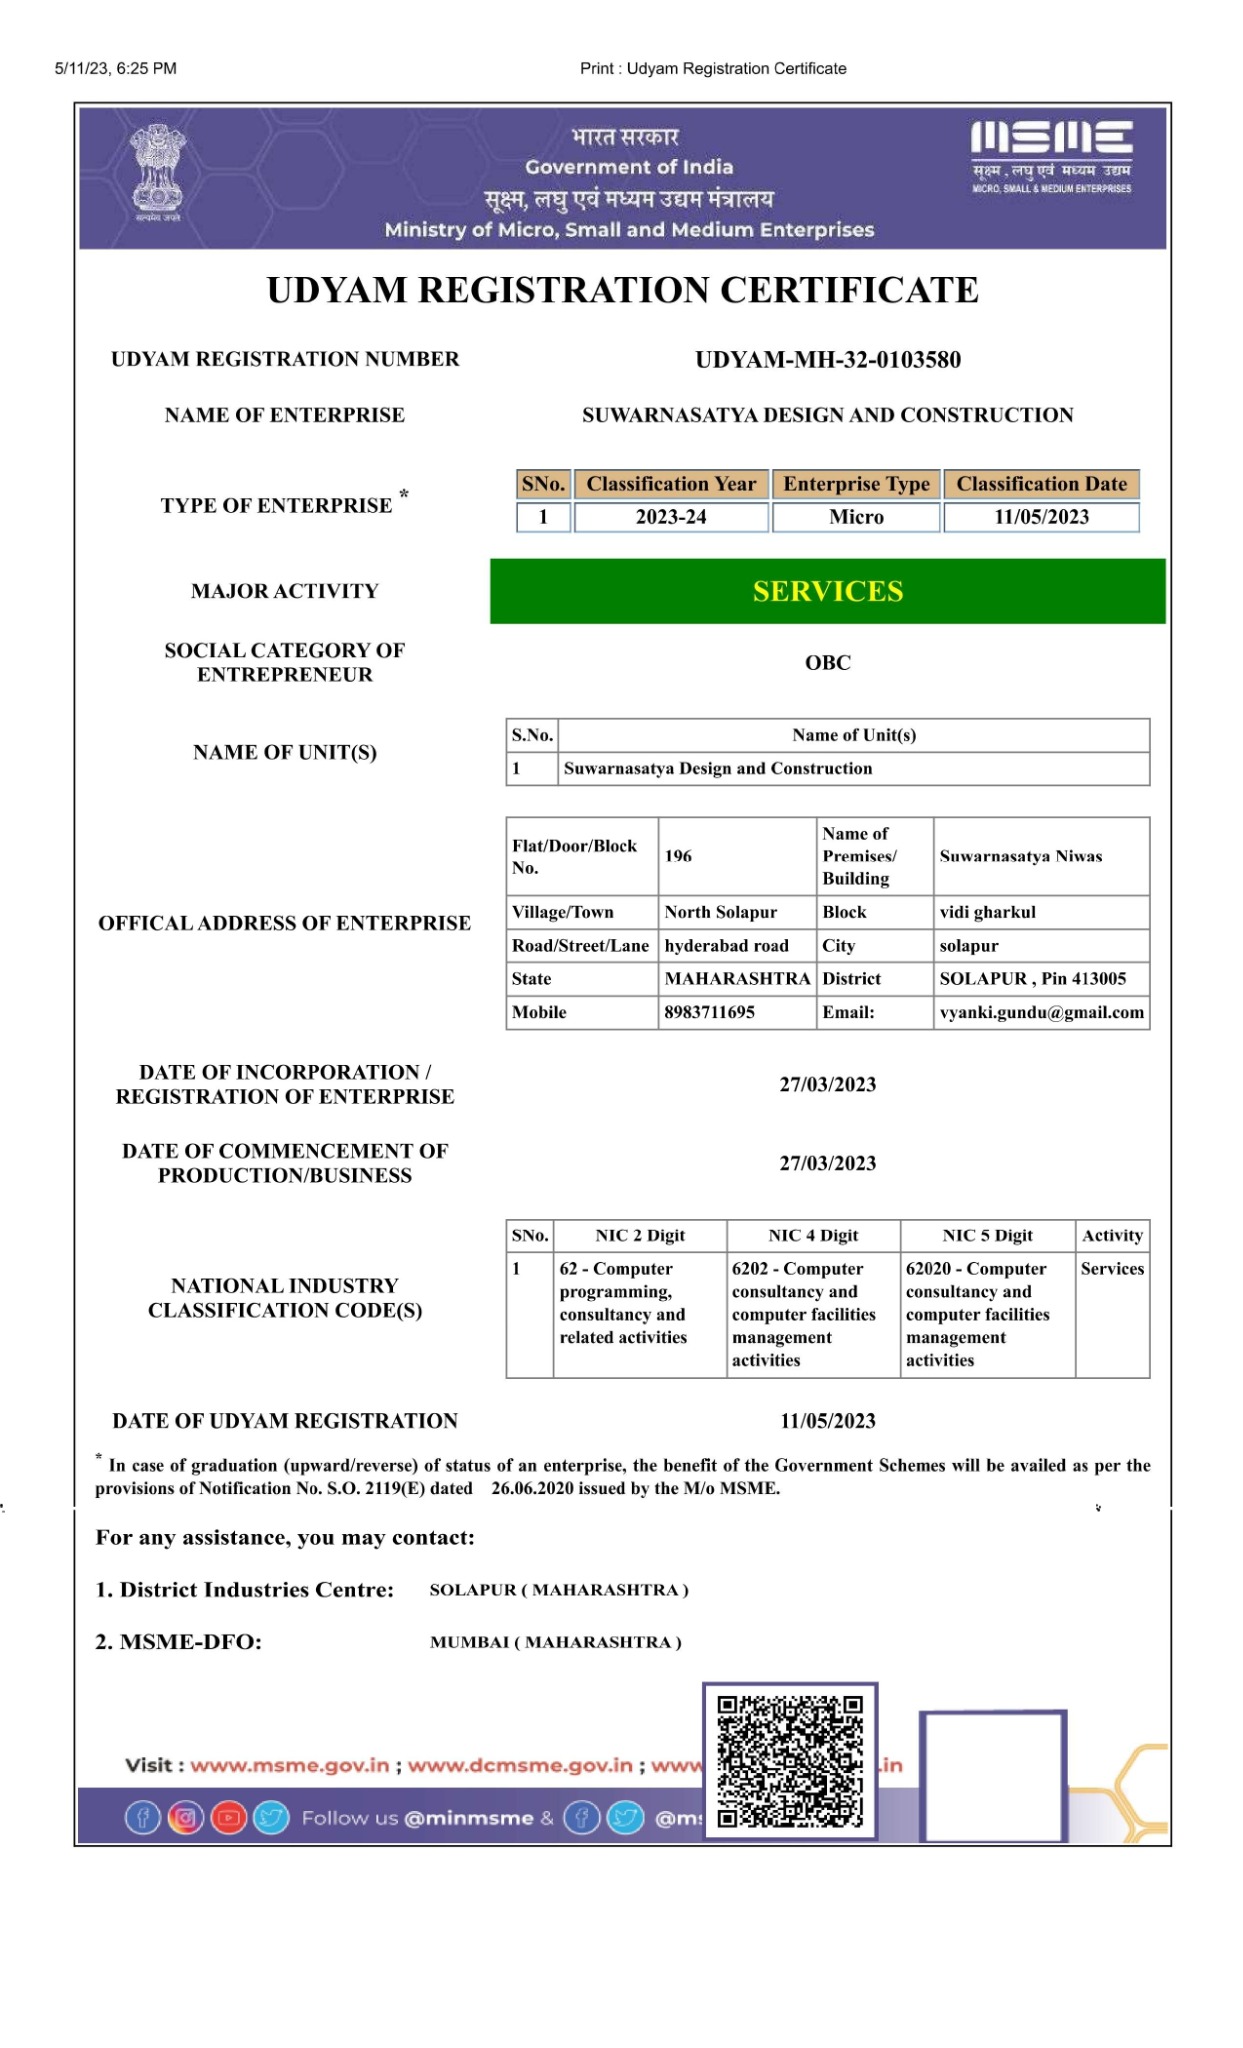 5/11/23, 6:25 PM
Print : Udyam Registration Certificate
भारत सरकार
Government of India
सूक्ष्म, लघु एवं मध्यम उद्यम मंत्रालय
Ministry of Micro, Small and Medium Enterprises
सत्यमेव जयते
MSME
सूक्ष्म, लघु एवं मध्यम उद्यम
MICRO, SMALL & MEDIUM ENTERPRISES
UDYAM REGISTRATION CERTIFICATE
UDYAM REGISTRATION NUMBER
UDYAM-MH-32-0103580
NAME OF ENTERPRISE
SUWARNASATYA DESIGN AND CONSTRUCTION
TYPE OF ENTERPRISE *
SNo. Classification Year Enterprise Type Classification Date
1 2023-24 Micro 11/05/2023
MAJOR ACTIVITY
SERVICES
SOCIAL CATEGORY OF
ENTREPRENEUR
OBC
NAME OF UNIT(S)
S.No. Name of Unit(s)
1 Suwarnasatya Design and Construction
OFFICAL ADDRESS OF ENTERPRISE
Flat/Door/Block
No.
196
Name of
Premises/
Building
Suwarnasatya Niwas
Village/Town North Solapur Block vidi gharkul
Road/Street/Lane hyderabad road City solapur
State MAHARASHTRA District SOLAPUR , Pin 413005
Mobile 8983711695 Email: vyanki.gundu@gmail.com
DATE OF INCORPORATION /
REGISTRATION OF ENTERPRISE
27/03/2023
DATE OF COMMENCEMENT OF
PRODUCTION/BUSINESS
27/03/2023
NATIONAL INDUSTRY
CLASSIFICATION CODE(S)
SNo. NIC 2 Digit NIC 4 Digit NIC 5 Digit Activity
1
62 - Computer
programming,
consultancy and
related activities
6202 - Computer
consultancy and
computer facilities
management
activities
62020 - Computer
consultancy and
computer facilities
management
activities
Services
DATE OF UDYAM REGISTRATION
11/05/2023
* In case of graduation (upward/reverse) of status of an enterprise, the benefit of the Government Schemes will be availed as per the
provisions of Notification No. S.O. 2119(E) dated 26.06.2020 issued by the M/o MSME.
For any assistance, you may contact:
1. District Industries Centre: SOLAPUR ( MAHARASHTRA )
2. MSME-DFO: MUMBAI ( MAHARASHTRA )
Visit : www.msme.gov.in ; www.dcmsme.gov.in ; www .in
Follow us @minmsme & @ms